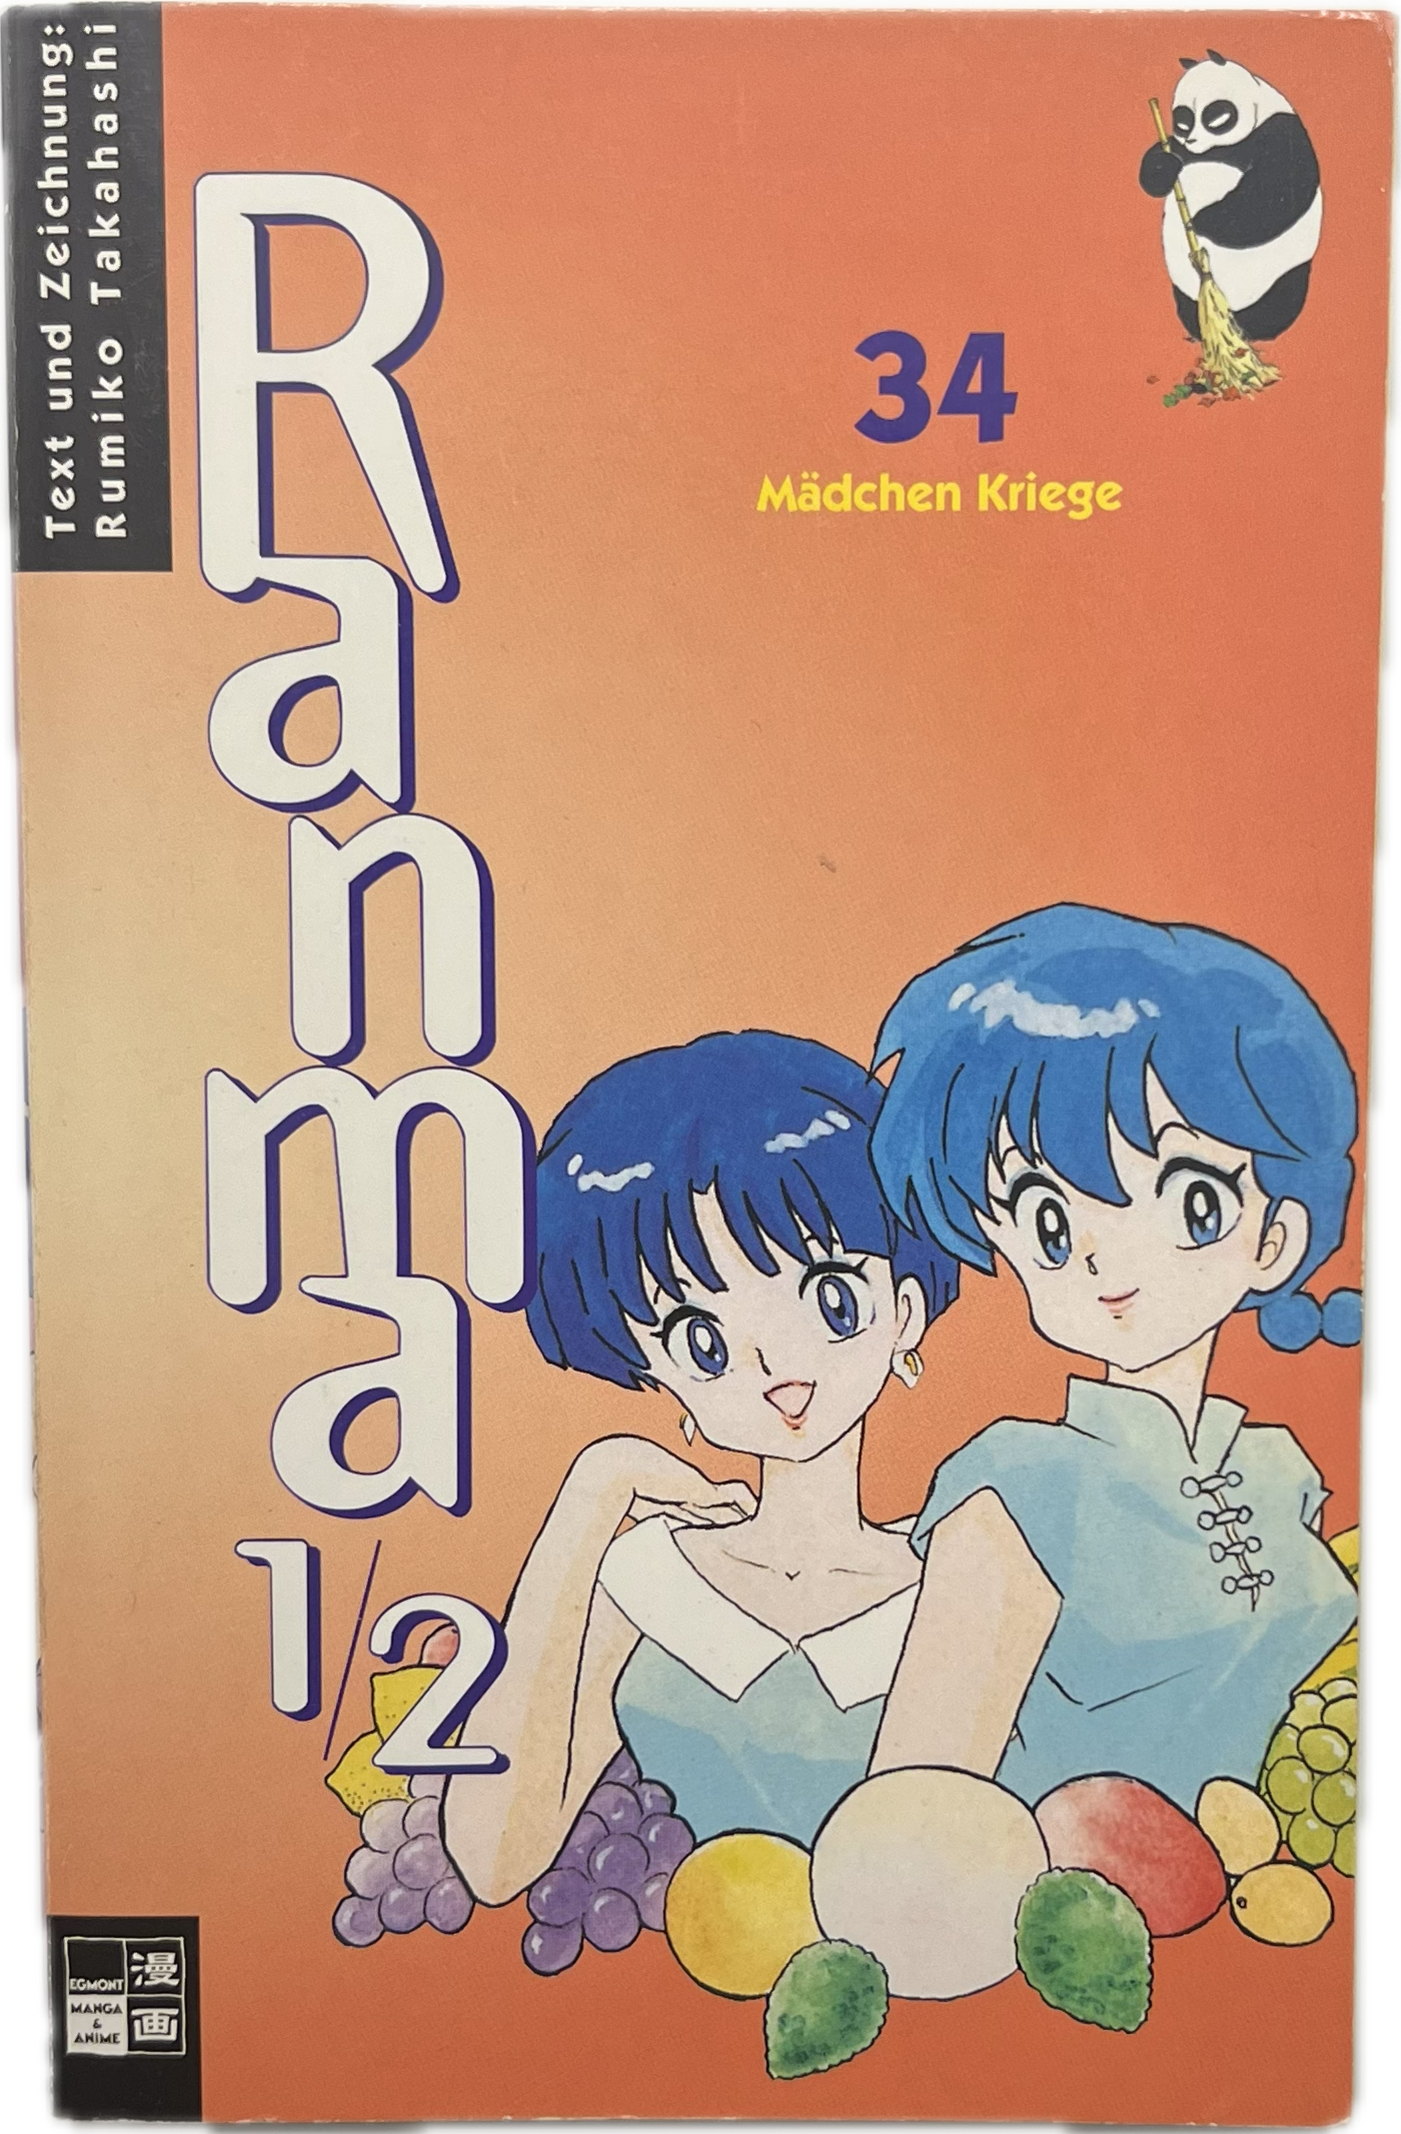 Text und Zeichnung:
Rumiko Takahashi
Ranma
1/2
34
Mädchen Kriege
EGMONT
MANGA
&
ANIME
漫
画